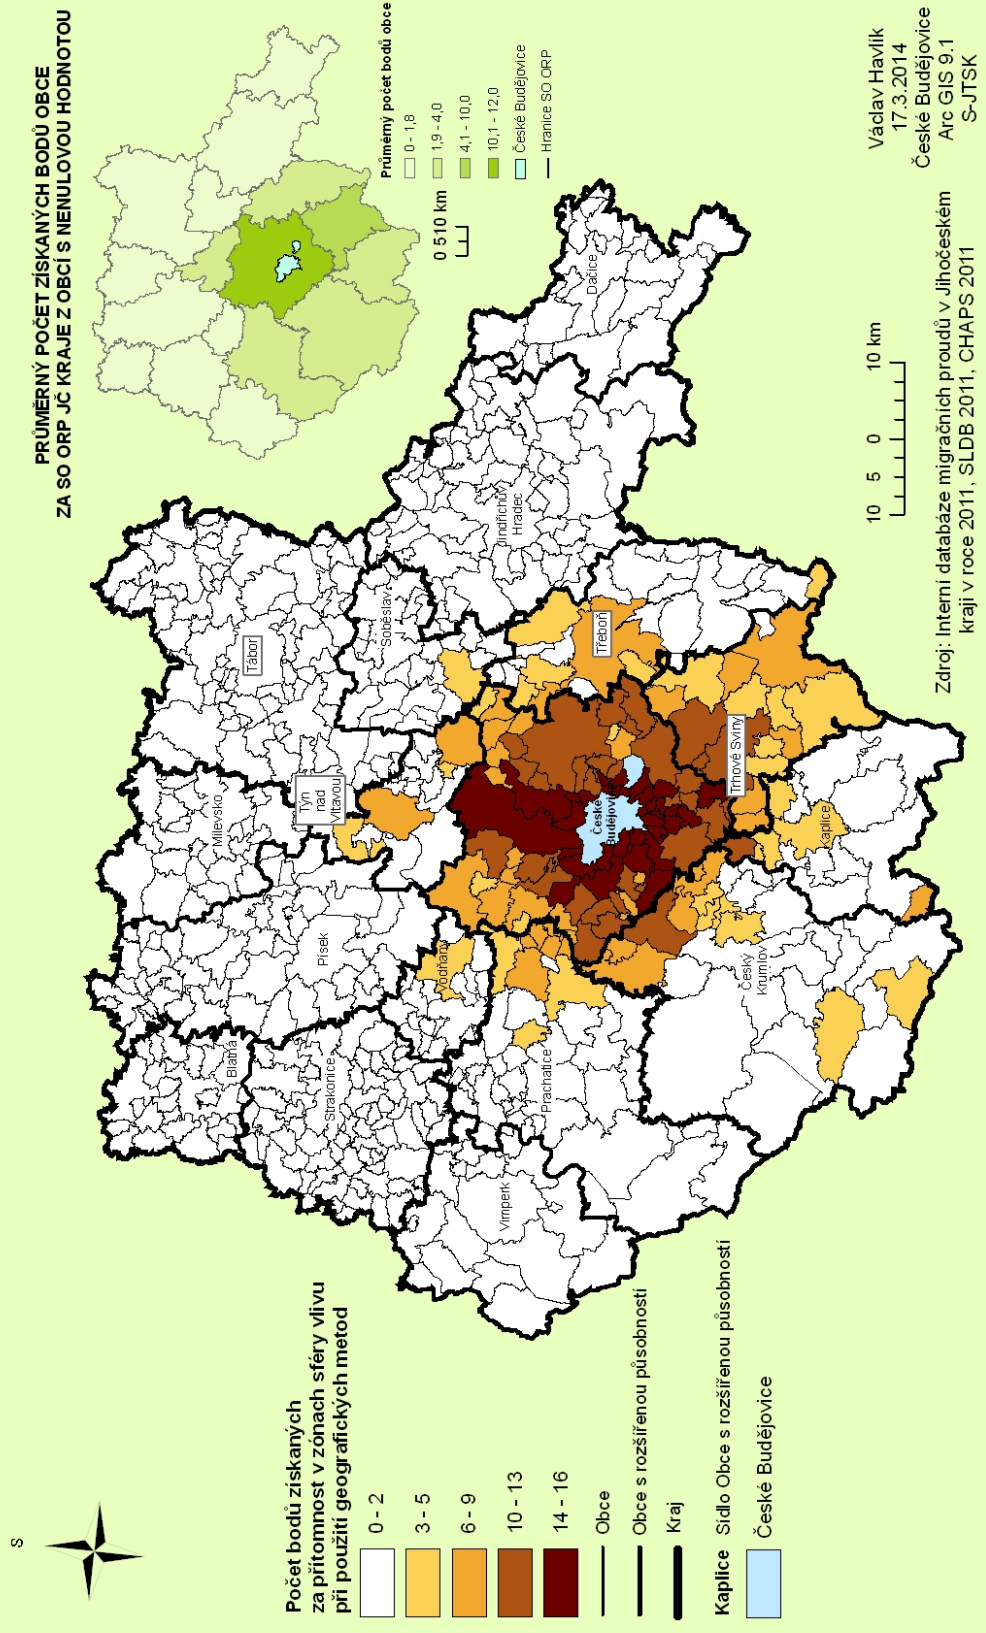 S
PRŮMĚRNÝ POČET ZÍSKANÝCH BODŮ OBCE
ZA SO ORP JČ KRAJE Z OBCÍ S NENULOVOU HODNOTOU
Průměrný počet bodů obce
0 - 1,8
1,9 - 4,0
4,1 - 10,0
10,1 - 12,0
České Budějovice
Hranice SO ORP
0 510 km
Blatná
Strakonice
Vimperk
Písek
Milevsko
Tábor
Týn
nad
Vltavou
Soběslav
Vodňany
Prachatice
Jindřichův
Hradec
Dačice
Třeboň
České
Budějovice
Trhové Sviny
Český
Krumlov
Kaplice
Počet bodů získaných
za přítomnost v zónách sféry vlivu
při použití geografických metod
0 - 2
3 - 5
6 - 9
10 - 13
14 - 16
Obce
Obce s rozšířenou působností
Kraj
Kaplice Sídlo Obce s rozšířenou působností
České Budějovice
10 5 0 10 km
Zdroj: Interní databáze migračních proudů v Jihočeském
kraji v roce 2011, SLDB 2011, CHAPS 2011
Václav Havlík
17.3.2014
České Budějovice
Arc GIS 9.1
S-JTSK